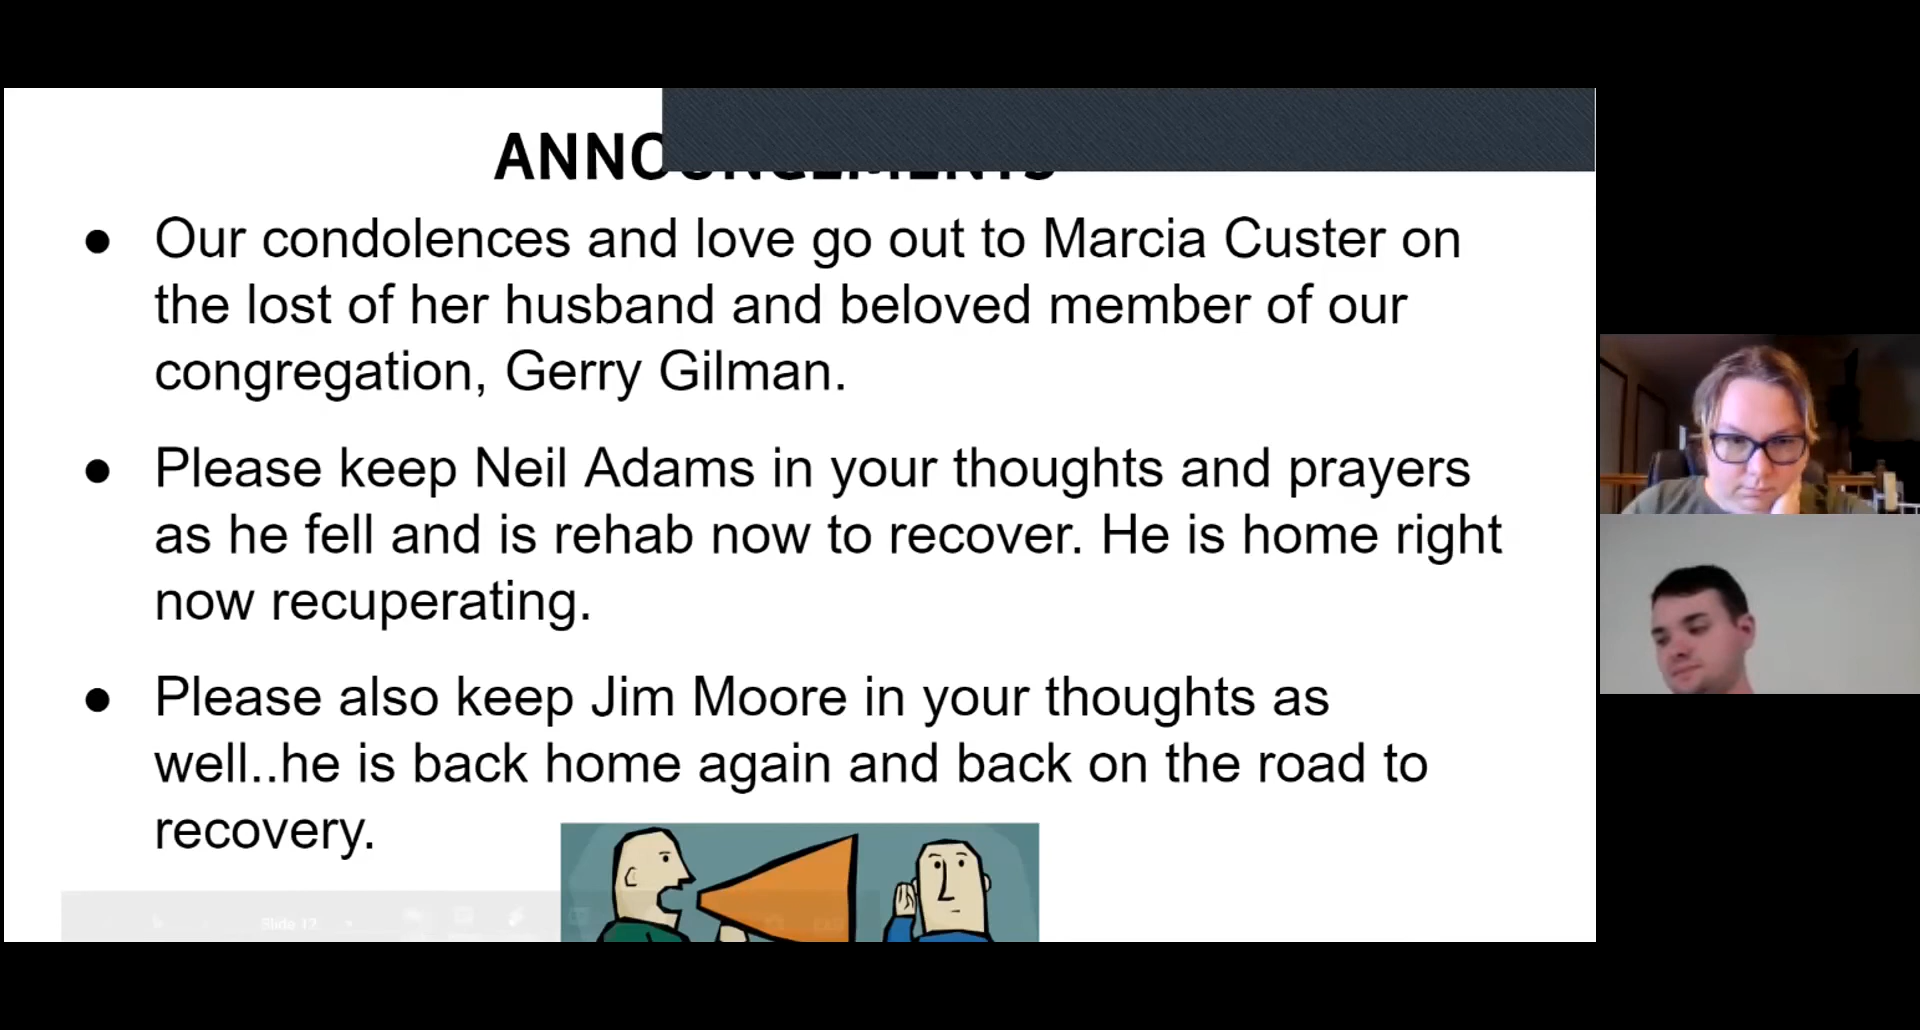 ANNOUNCEMENTS
● Our condolences and love go out to Marcia Custer on
the lost of her husband and beloved member of our
congregation, Gerry Gilman.
● Please keep Neil Adams in your thoughts and prayers
as he fell and is rehab now to recover. He is home right
now recuperating.
● Please also keep Jim Moore in your thoughts as
well..he is back home again and back on the road to
recovery.
Slide 12
EXIT